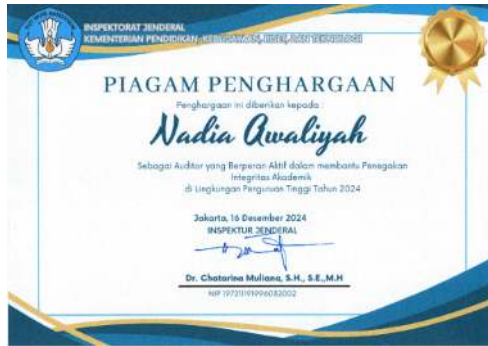 INSPEKTORAT JENDERAL
KEMENTERIAN PENDIDIKAN, KEBUDAYAAN, RISET, DAN TEKNOLOGI
PIAGAM PENGHARGAAN
Penghargaan ini diberikan kepada :
Nadia Awaliyah
Sebagai Auditor yang Berperan Aktif dalam membantu Penegakan
Integritas Akademik
di Lingkungan Perguruan Tinggi Tahun 2024
Jakarta, 16 Desember 2024
INSPEKTUR JENDERAL
Dr. Chatarina Muliana, S.H., S.E.,M.H
NIP